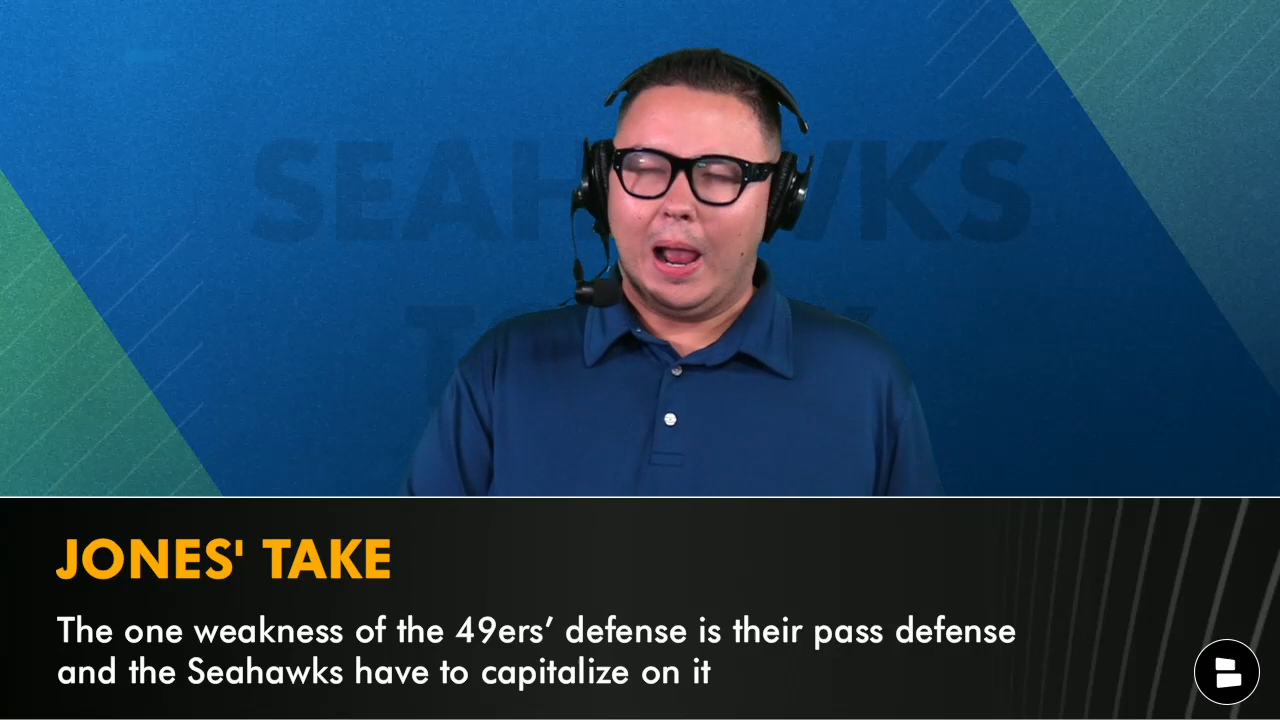 SEAHAWKS
JONES' TAKE
The one weakness of the 49ers’ defense is their pass defense
and the Seahawks have to capitalize on it